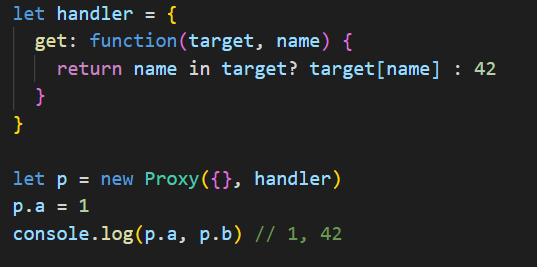 let handler = {
  get: function(target, name) {
    return name in target? target[name] : 42
  }
}

let p = new Proxy({}, handler)
p.a = 1
console.log(p.a, p.b) // 1, 42